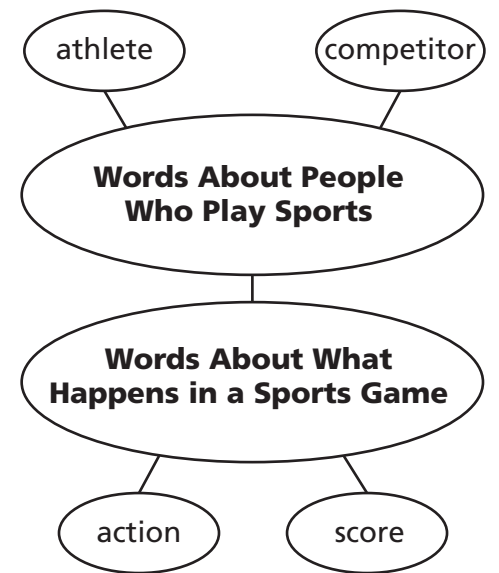 athlete
competitor
Words About People
Who Play Sports
Words About What
Happens in a Sports Game
action
score